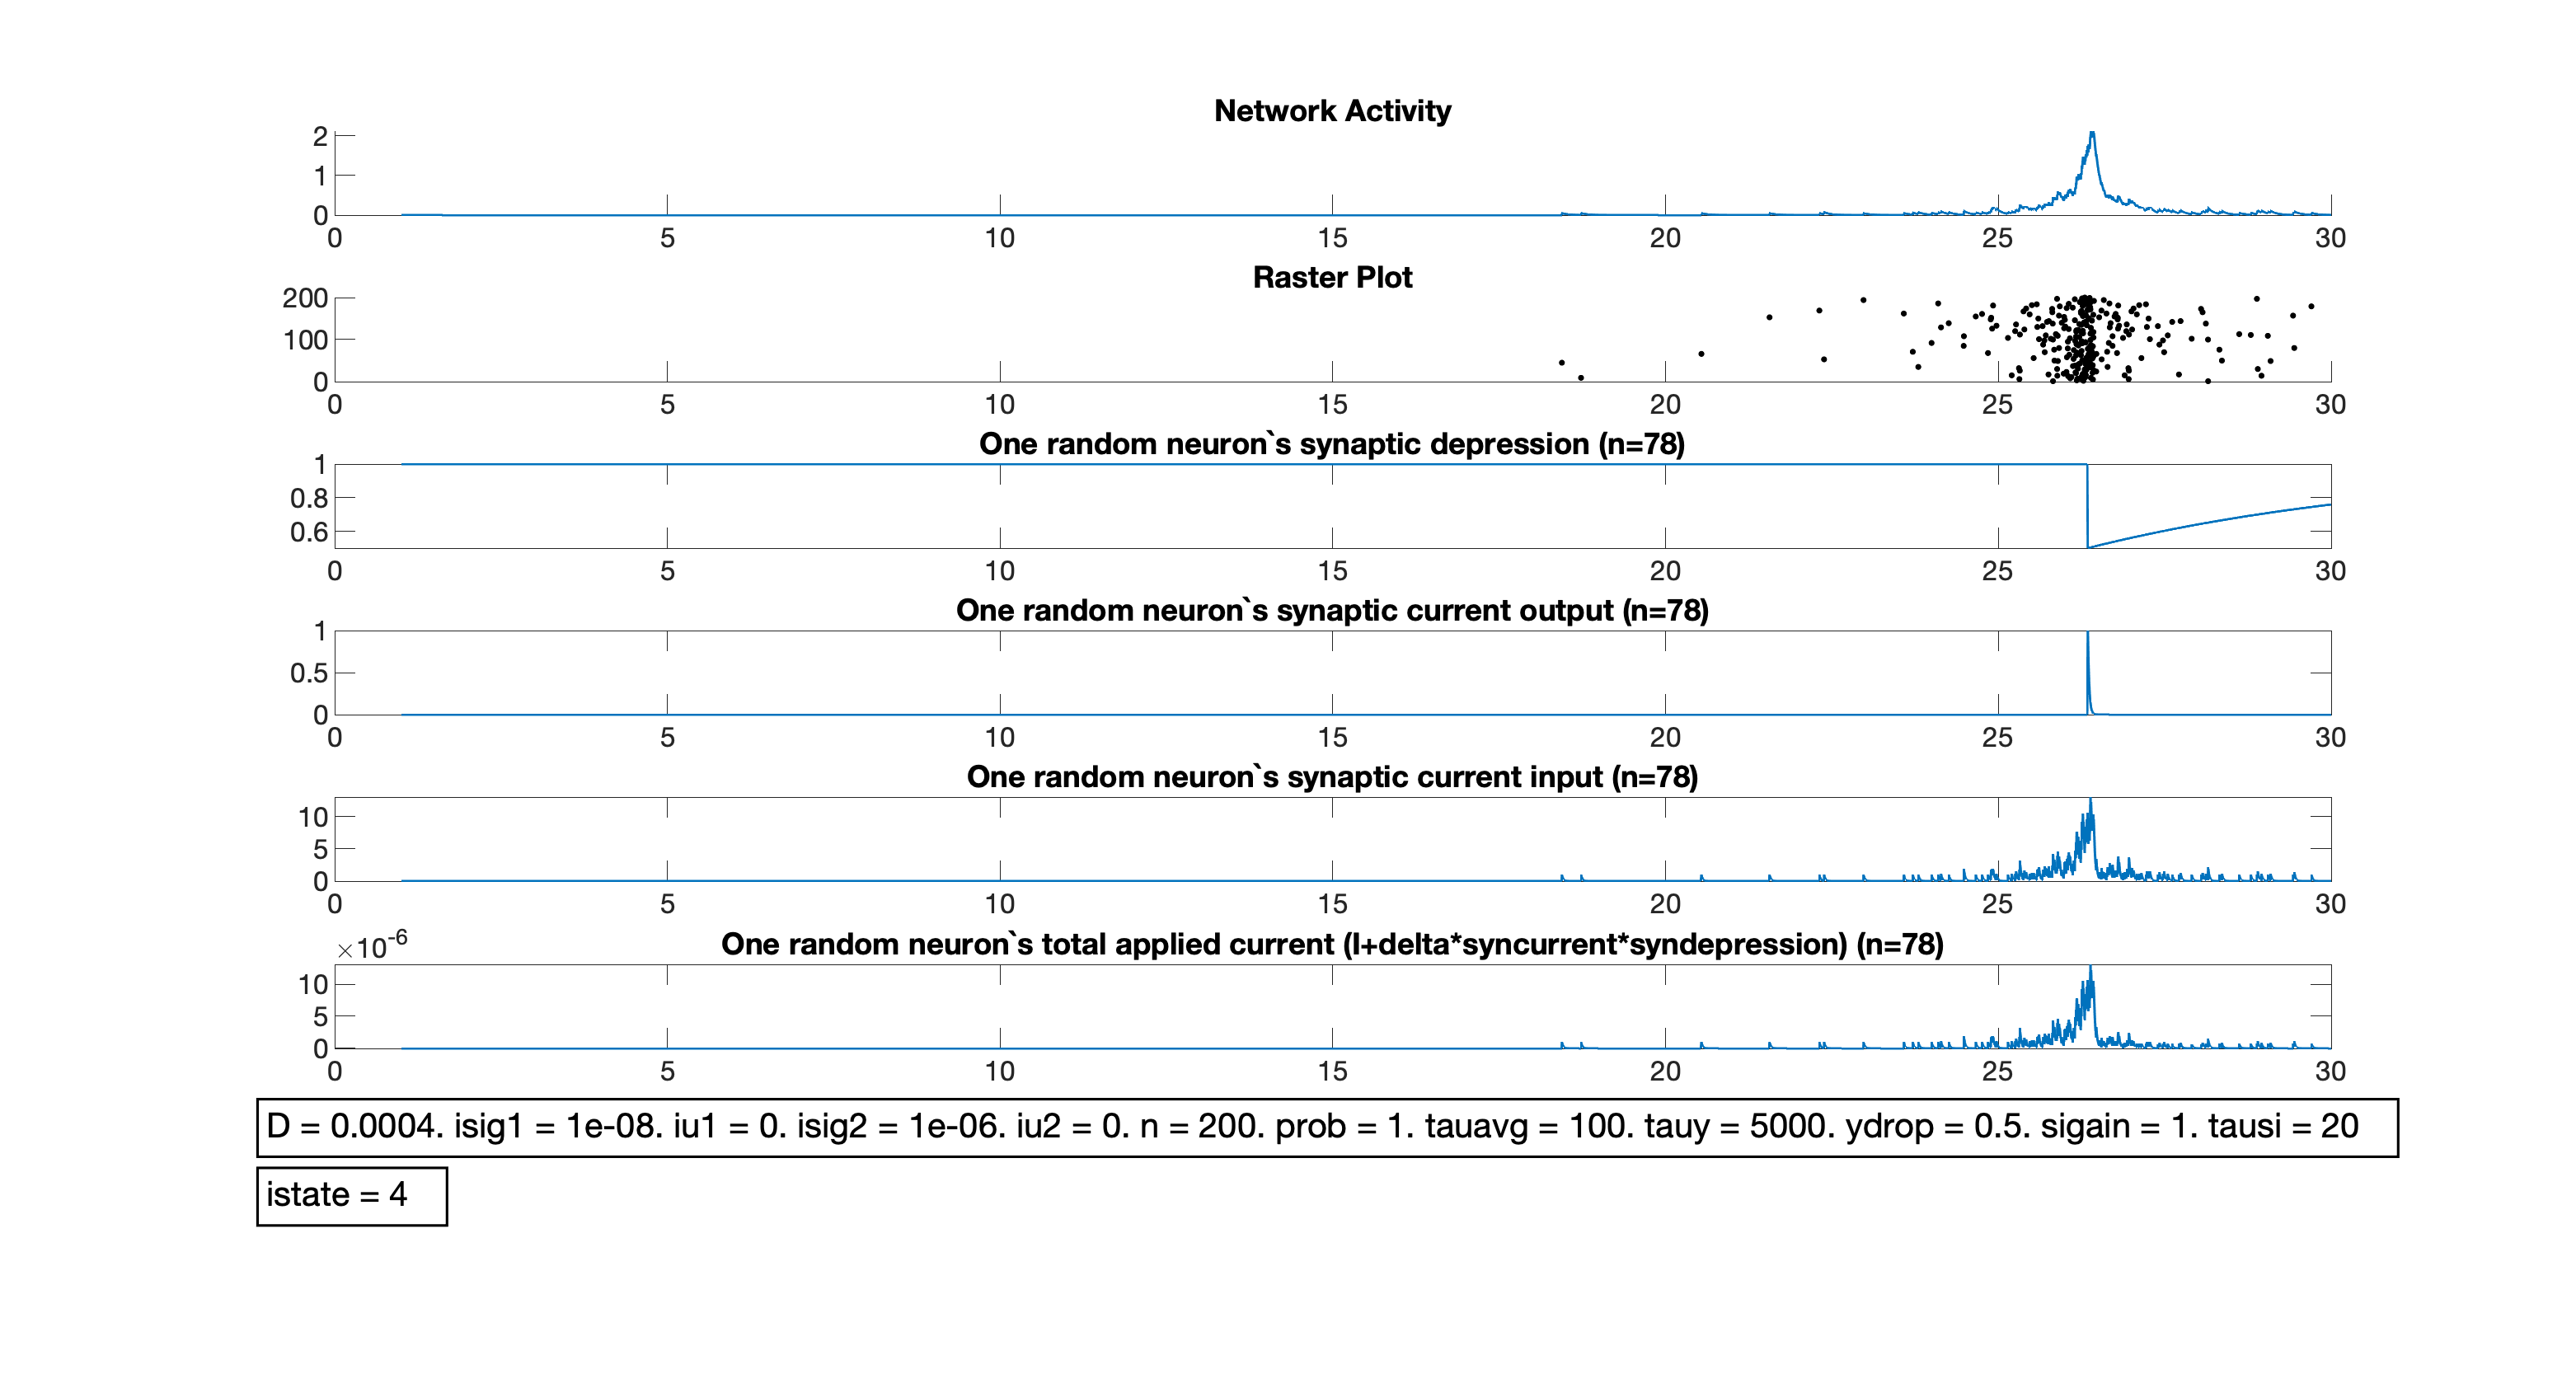 Network Activity
2
1
0
0 5 10 15 20 25 30
Raster Plot
200
100
0
0 5 10 15 20 25 30
One random neuron`s synaptic depression (n=78)
1
0.8
0.6
0 5 10 15 20 25 30
One random neuron`s synaptic current output (n=78)
1
0.5
0
0 5 10 15 20 25 30
One random neuron`s synaptic current input (n=78)
10
5
0
0 5 10 15 20 25 30
×10⁻⁶ One random neuron`s total applied current (I+delta*syncurrent*syndepression) (n=78)
10
5
0
0 5 10 15 20 25 30
D = 0.0004. isig1 = 1e-08. iu1 = 0. isig2 = 1e-06. iu2 = 0. n = 200. prob = 1. tauavg = 100. tauy = 5000. ydrop = 0.5. sigain = 1. tausi = 20
istate = 4